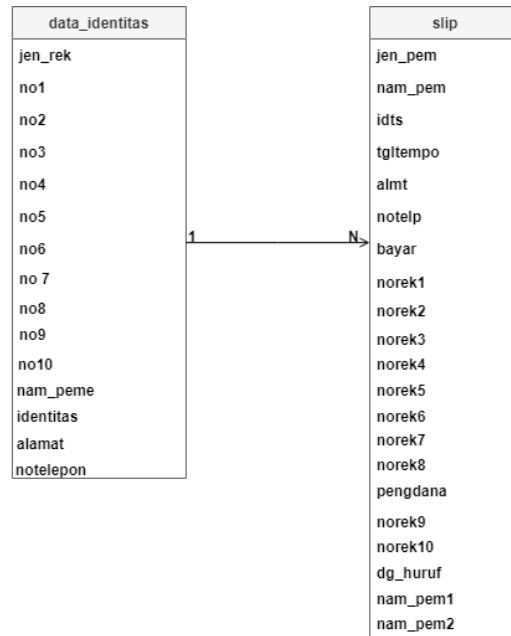 data_identitas
jen_rek
no1
no2
no3
no4
no5
no6
no 7
no8
no9
no10
nam_peme
identitas
alamat
notelepon
1
N
slip
jen_pem
nam_pem
idts
tgltempo
almt
notelp
bayar
norek1
norek2
norek3
norek4
norek5
norek6
norek7
norek8
pengdana
norek9
norek10
dg_huruf
nam_pem1
nam_pem2